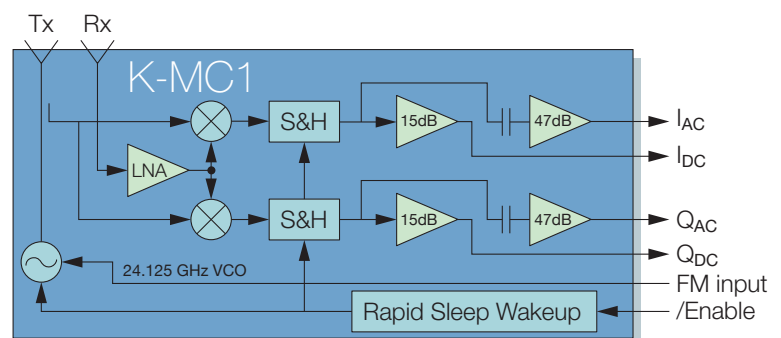 Tx Rx
K-MC1
S&H 15dB 47dB I_AC
I_DC
LNA
S&H 15dB 47dB Q_AC
Q_DC
24.125 GHz VCO
FM input
Rapid Sleep Wakeup /Enable